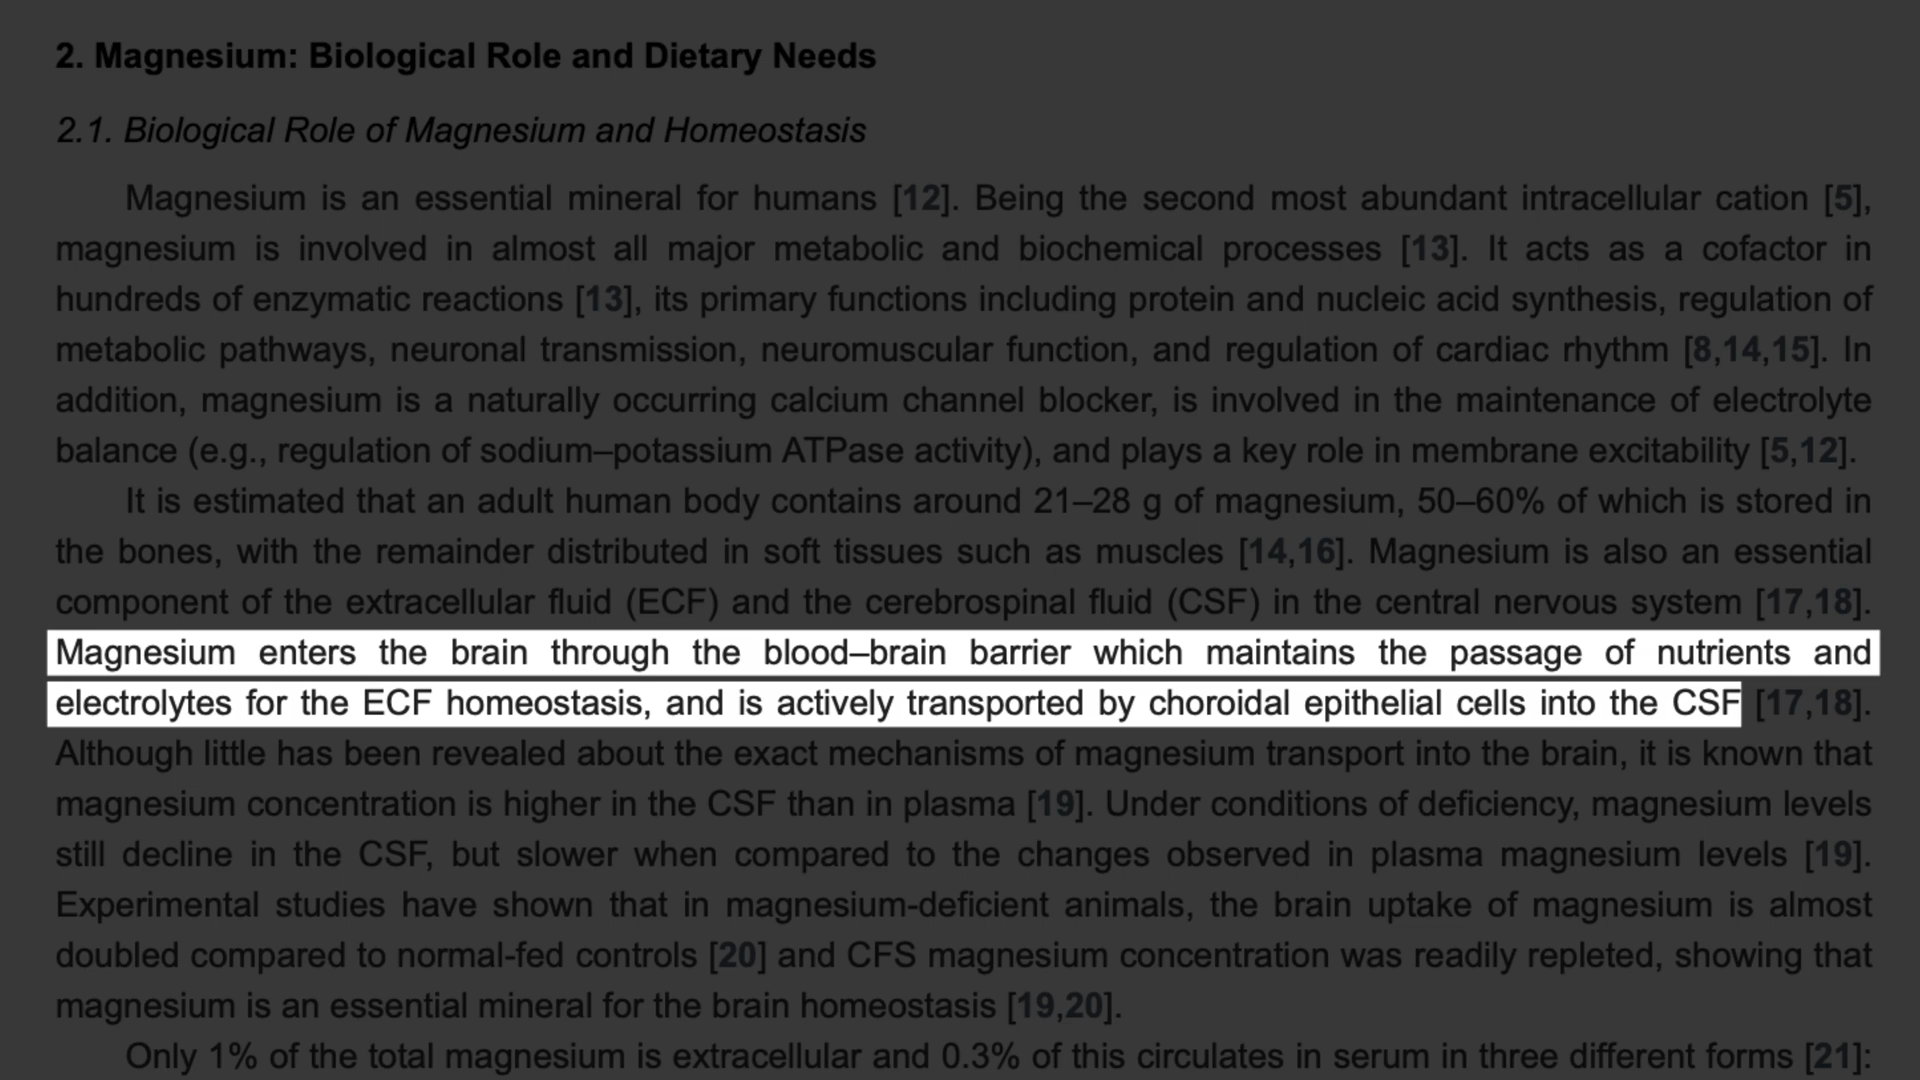 2. Magnesium: Biological Role and Dietary Needs
2.1. Biological Role of Magnesium and Homeostasis
Magnesium is an essential mineral for humans [12]. Being the second most abundant intracellular cation [5],
magnesium is involved in almost all major metabolic and biochemical processes [13]. It acts as a cofactor in
hundreds of enzymatic reactions [13], its primary functions including protein and nucleic acid synthesis, regulation of
metabolic pathways, neuronal transmission, neuromuscular function, and regulation of cardiac rhythm [8,14,15]. In
addition, magnesium is a naturally occurring calcium channel blocker, is involved in the maintenance of electrolyte
balance (e.g., regulation of sodium–potassium ATPase activity), and plays a key role in membrane excitability [5,12].
It is estimated that an adult human body contains around 21–28 g of magnesium, 50–60% of which is stored in
the bones, with the remainder distributed in soft tissues such as muscles [14,16]. Magnesium is also an essential
component of the extracellular fluid (ECF) and the cerebrospinal fluid (CSF) in the central nervous system [17,18].
Magnesium enters the brain through the blood–brain barrier which maintains the passage of nutrients and
electrolytes for the ECF homeostasis, and is actively transported by choroidal epithelial cells into the CSF [17,18].
Although little has been revealed about the exact mechanisms of magnesium transport into the brain, it is known that
magnesium concentration is higher in the CSF than in plasma [19]. Under conditions of deficiency, magnesium levels
still decline in the CSF, but slower when compared to the changes observed in plasma magnesium levels [19].
Experimental studies have shown that in magnesium-deficient animals, the brain uptake of magnesium is almost
doubled compared to normal-fed controls [20] and CFS magnesium concentration was readily repleted, showing that
magnesium is an essential mineral for the brain homeostasis [19,20].
Only 1% of the total magnesium is extracellular and 0.3% of this circulates in serum in three different forms [21]: